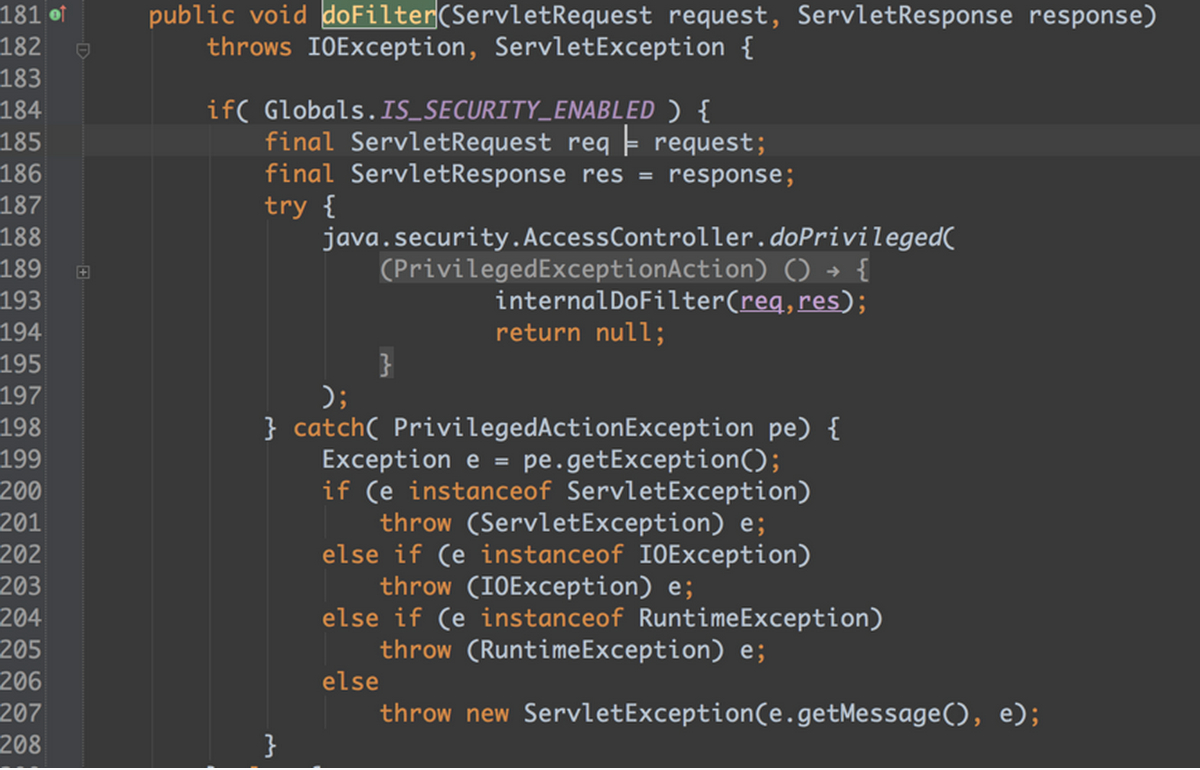 181 public void doFilter(ServletRequest request, ServletResponse response)
182 throws IOException, ServletException {
183
184 if( Globals.IS_SECURITY_ENABLED ) {
185 final ServletRequest req = request;
186 final ServletResponse res = response;
187 try {
188 java.security.AccessController.doPrivileged(
189 (PrivilegedExceptionAction) () → {
193 internalDoFilter(req,res);
194 return null;
195 }
197 );
198 } catch( PrivilegedActionException pe) {
199 Exception e = pe.getException();
200 if (e instanceof ServletException)
201 throw (ServletException) e;
202 else if (e instanceof IOException)
203 throw (IOException) e;
204 else if (e instanceof RuntimeException)
205 throw (RuntimeException) e;
206 else
207 throw new ServletException(e.getMessage(), e);
208 }